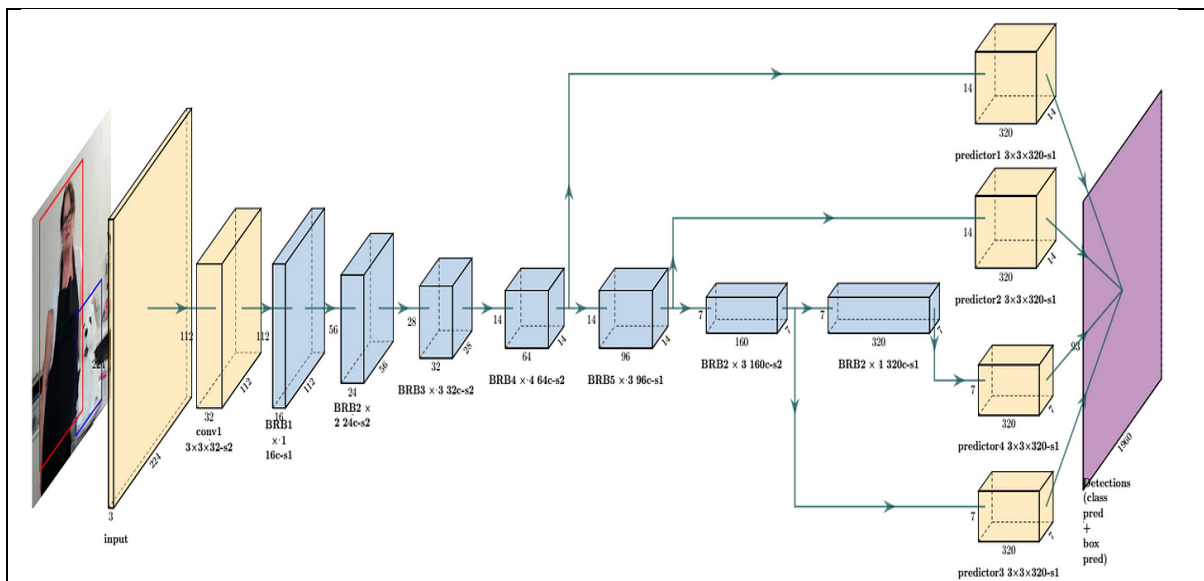 14
14
320
predictor1 3×3×320-s1
14
14
320
predictor2 3×3×320-s1
224
3
224
input
112
32
112
conv1
3×3×32-s2
112
16
112
BRB1
×·1
16c-s1
56
24
56
BRB2 ×
2 24c-s2
28
32
28
BRB3 ×·3 32c-s2
14
64
14
BRB4 ×·4 64c-s2
14
96
14
BRB5 ×·3 96c-s1
7
160
7
BRB2 × 3 160c-s2
7
320
7
BRB2 × 1 320c-s1
7
320
7
predictor4 3×3×320-s1
7
320
7
predictor3 3×3×320-s1
93
1960
Detections
(class
pred
+
box
pred)